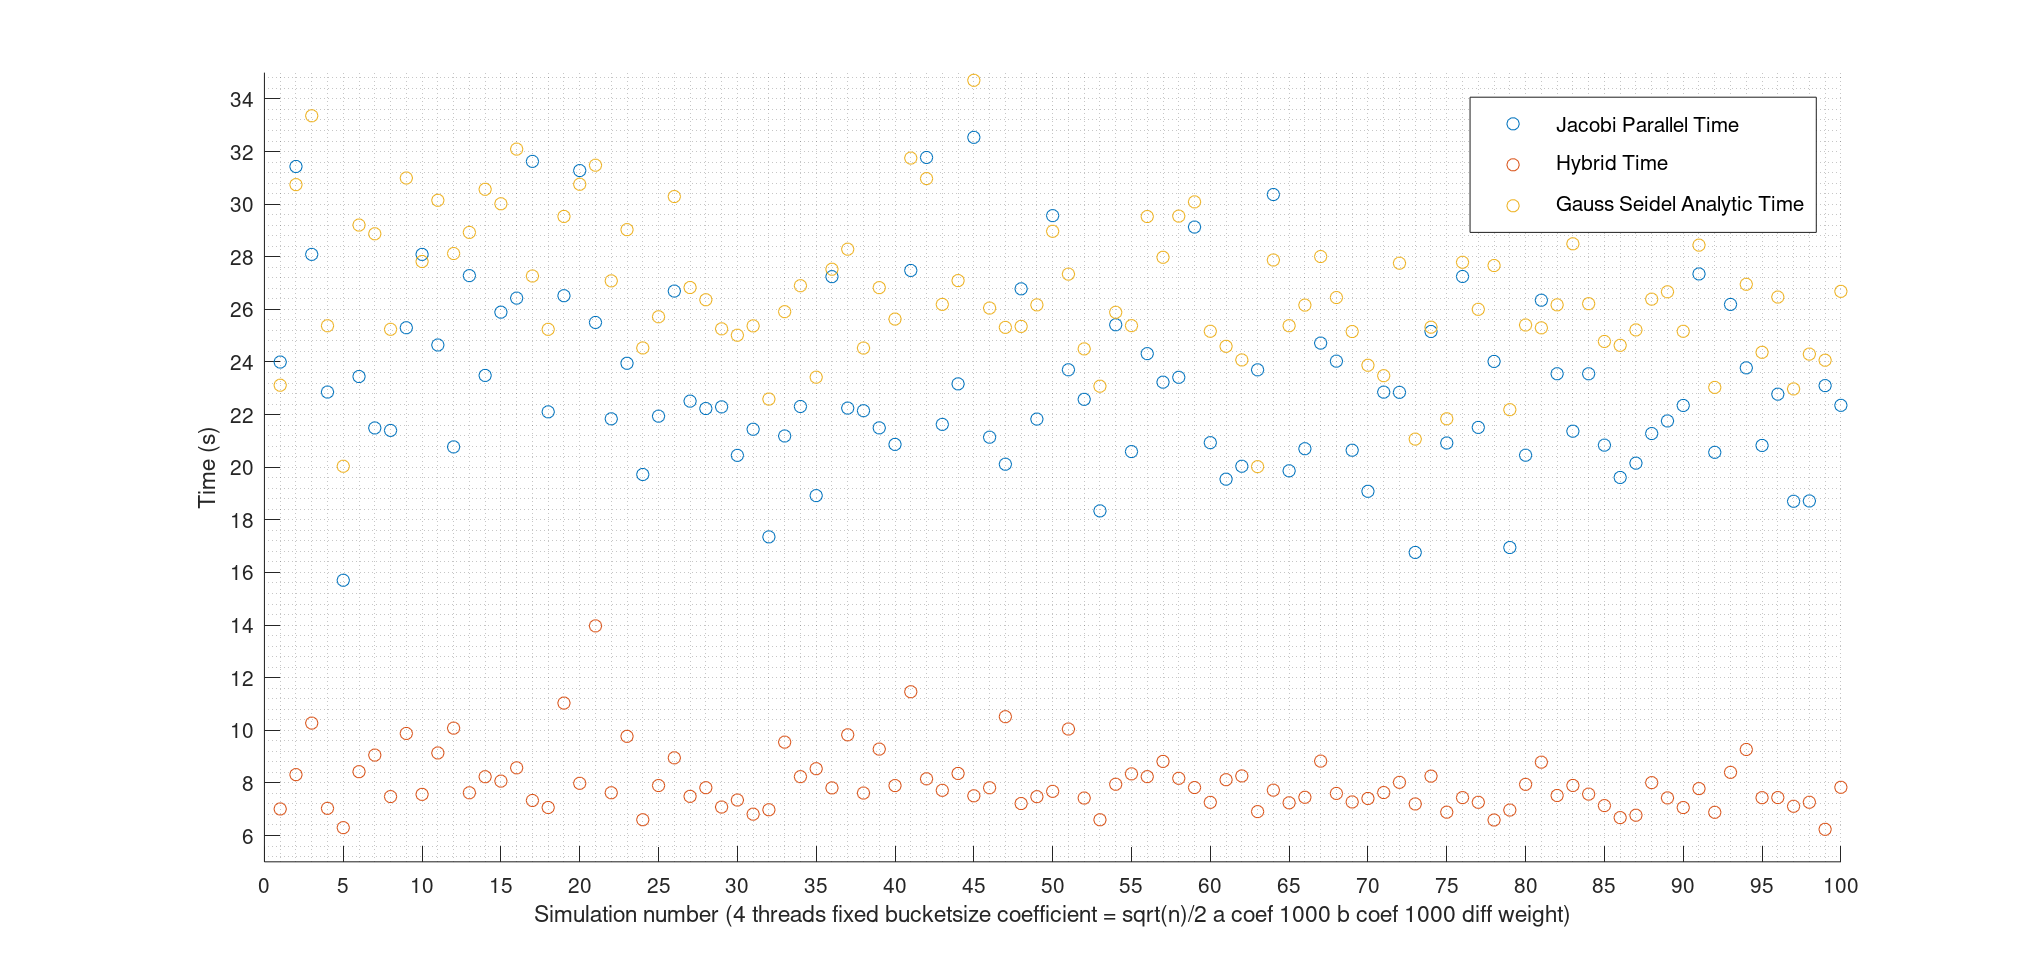 Jacobi Parallel Time
Hybrid Time
Gauss Seidel Analytic Time
34
32
30
28
26
24
22
20
18
16
14
12
10
8
6
Time (s)
0 5 10 15 20 25 30 35 40 45 50 55 60 65 70 75 80 85 90 95 100
Simulation number (4 threads fixed bucketsize coefficient = sqrt(n)/2 a coef 1000 b coef 1000 diff weight)